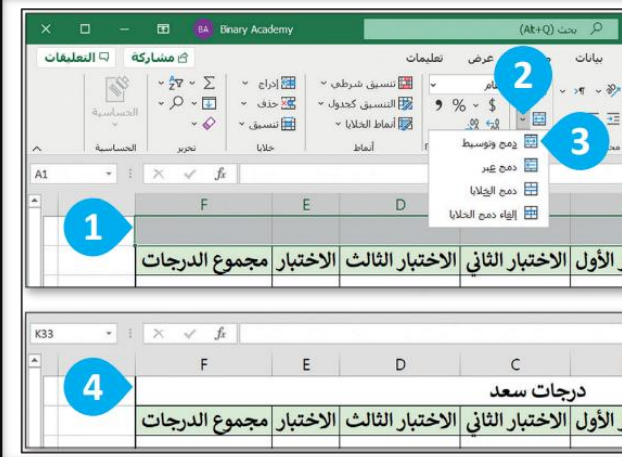 Binary Academy BA
بحث (Alt+Q)
بيانات عرض تعليمات
مشاركة التعليقات
عام
تنسيق شرطي
التنسيق كجدول
أنماط الخلايا
أنماط
إدراج
حذف
تنسيق
خلايا
تحرير
الحساسية
الحساسية
$ % 9
2
3
دمج وتوسيط
دمج عبر
دمج الخلايا
إلغاء دمج الخلايا
A1 fx
F E D
1
الأول الاختبار الثاني الاختبار الثالث الاختبار مجموع الدرجات
K33 fx
F E D C
4
درجات سعد
الأول الاختبار الثاني الاختبار الثالث الاختبار مجموع الدرجات